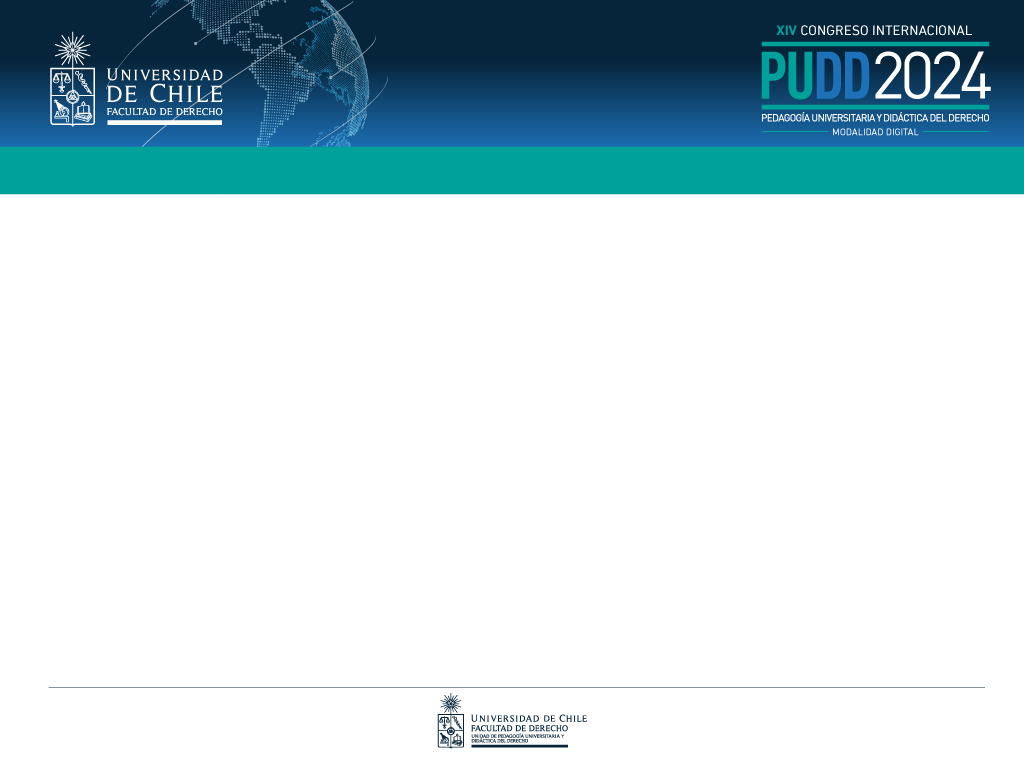 UNIVERSIDAD
DE CHILE
FACULTAD DE DERECHO
XIV CONGRESO INTERNACIONAL
PUDD2024
PEDAGOGÍA UNIVERSITARIA Y DIDÁCTICA DEL DERECHO
MODALIDAD DIGITAL
UNIVERSIDAD DE CHILE
FACULTAD DE DERECHO
UNIDAD DE PEDAGOGÍA UNIVERSITARIA Y
DIDÁCTICA DEL DERECHO